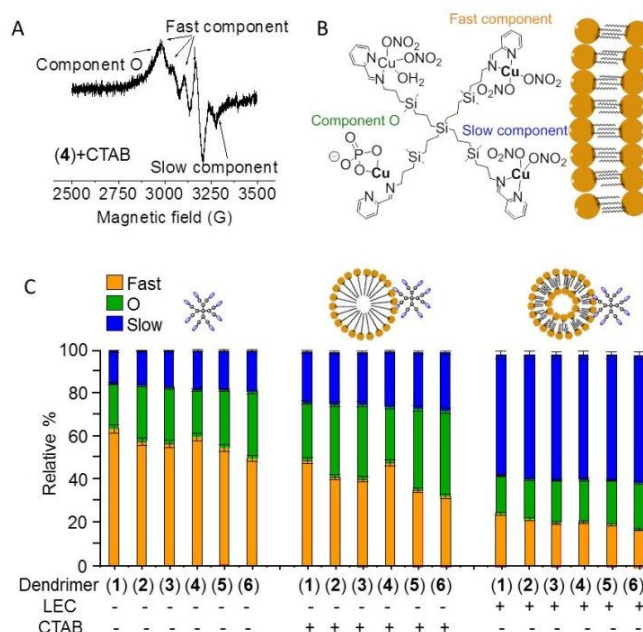 A
Component O
Fast component
(4)+CTAB
Slow component
2500 2750 3000 3250 3500
Magnetic field (G)
B
Fast component
ONO2
ONO2
Cu
OH2
N
N
Si
Si
N
N
Cu
ONO2
O2NO
Component O
Si
Slow component
O
O
P
O
O
Cu
Si
Si
O2NO
ONO2
Cu
N
N
N
N
C
Fast
O
Slow
Relative %
100
80
60
40
20
0
Dendrimer (1) (2) (3) (4) (5) (6) (1) (2) (3) (4) (5) (6) (1) (2) (3) (4) (5) (6)
LEC - - - - - - - - - - - - + + + + + +
CTAB - - - - - - + + + + + + - - - - - -